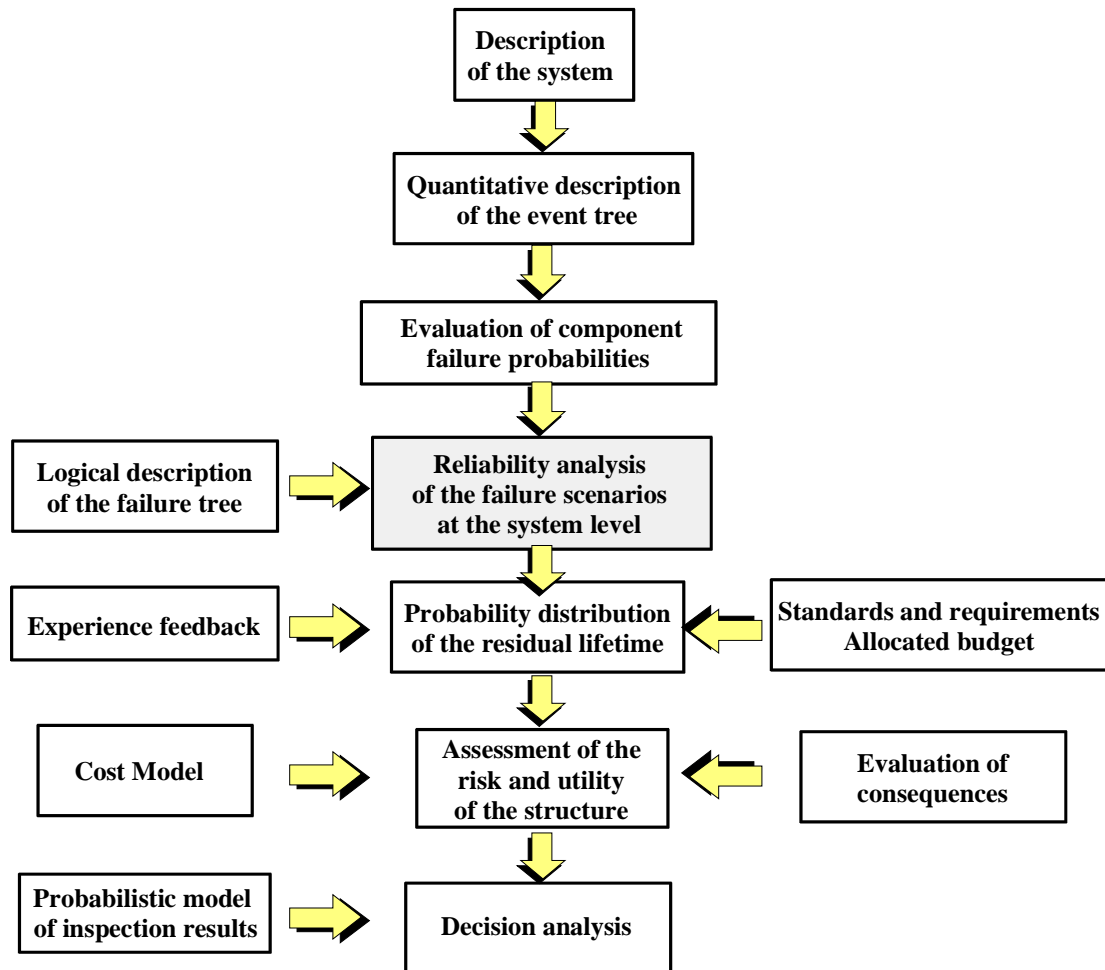 Description
of the system
Quantitative description
of the event tree
Evaluation of component
failure probabilities
Logical description
of the failure tree
Reliability analysis
of the failure scenarios
at the system level
Experience feedback
Probability distribution
of the residual lifetime
Standards and requirements
Allocated budget
Cost Model
Assessment of the
risk and utility
of the structure
Evaluation of
consequences
Probabilistic model
of inspection results
Decision analysis